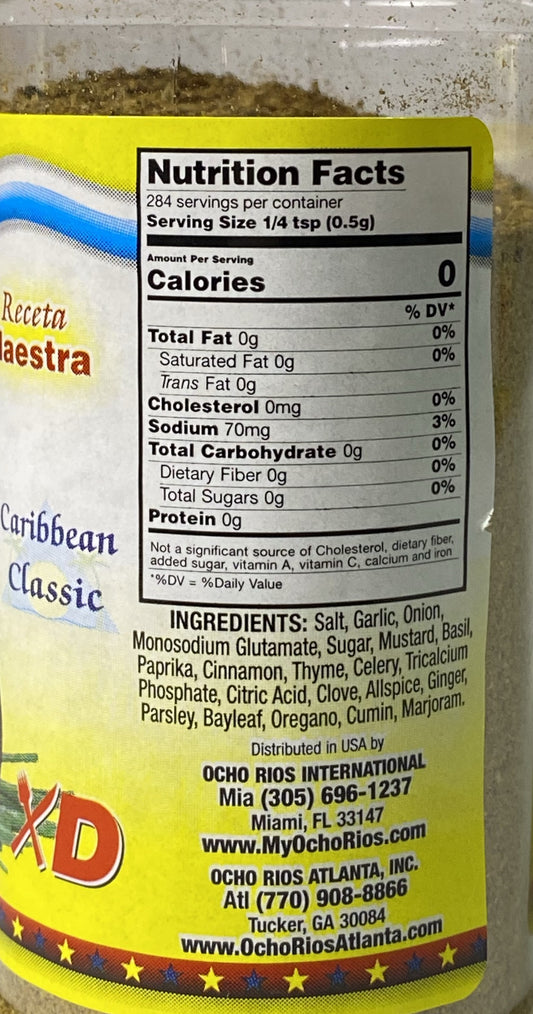 Receta
Maestra
Caribbean
Classic
XD
Nutrition Facts
284 servings per container
Serving Size 1/4 tsp (0.5g)
Amount Per Serving
Calories 0
% DV*
Total Fat 0g 0%
Saturated Fat 0g 0%
Trans Fat 0g
Cholesterol 0mg 0%
Sodium 70mg 3%
Total Carbohydrate 0g 0%
Dietary Fiber 0g 0%
Total Sugars 0g 0%
Protein 0g
Not a significant source of Cholesterol, dietary fiber,
added sugar, vitamin A, vitamin C, calcium and iron
*%DV = %Daily Value
INGREDIENTS: Salt, Garlic, Onion,
Monosodium Glutamate, Sugar, Mustard, Basil,
Paprika, Cinnamon, Thyme, Celery, Tricalcium
Phosphate, Citric Acid, Clove, Allspice, Ginger,
Parsley, Bayleaf, Oregano, Cumin, Marjoram.
Distributed in USA by
OCHO RIOS INTERNATIONAL
Mia (305) 696-1237
Miami, FL 33147
www.MyOchoRios.com
OCHO RIOS ATLANTA, INC.
Atl (770) 908-8866
Tucker, GA 30084
www.OchoRiosAtlanta.com